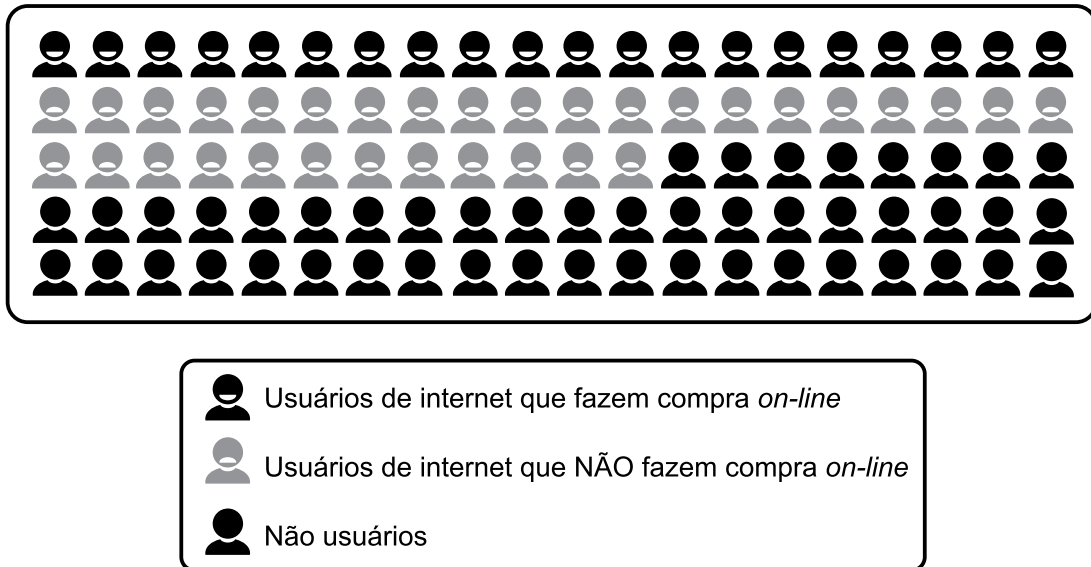 Usuários de internet que fazem compra on-line
Usuários de internet que NÃO fazem compra on-line
Não usuários